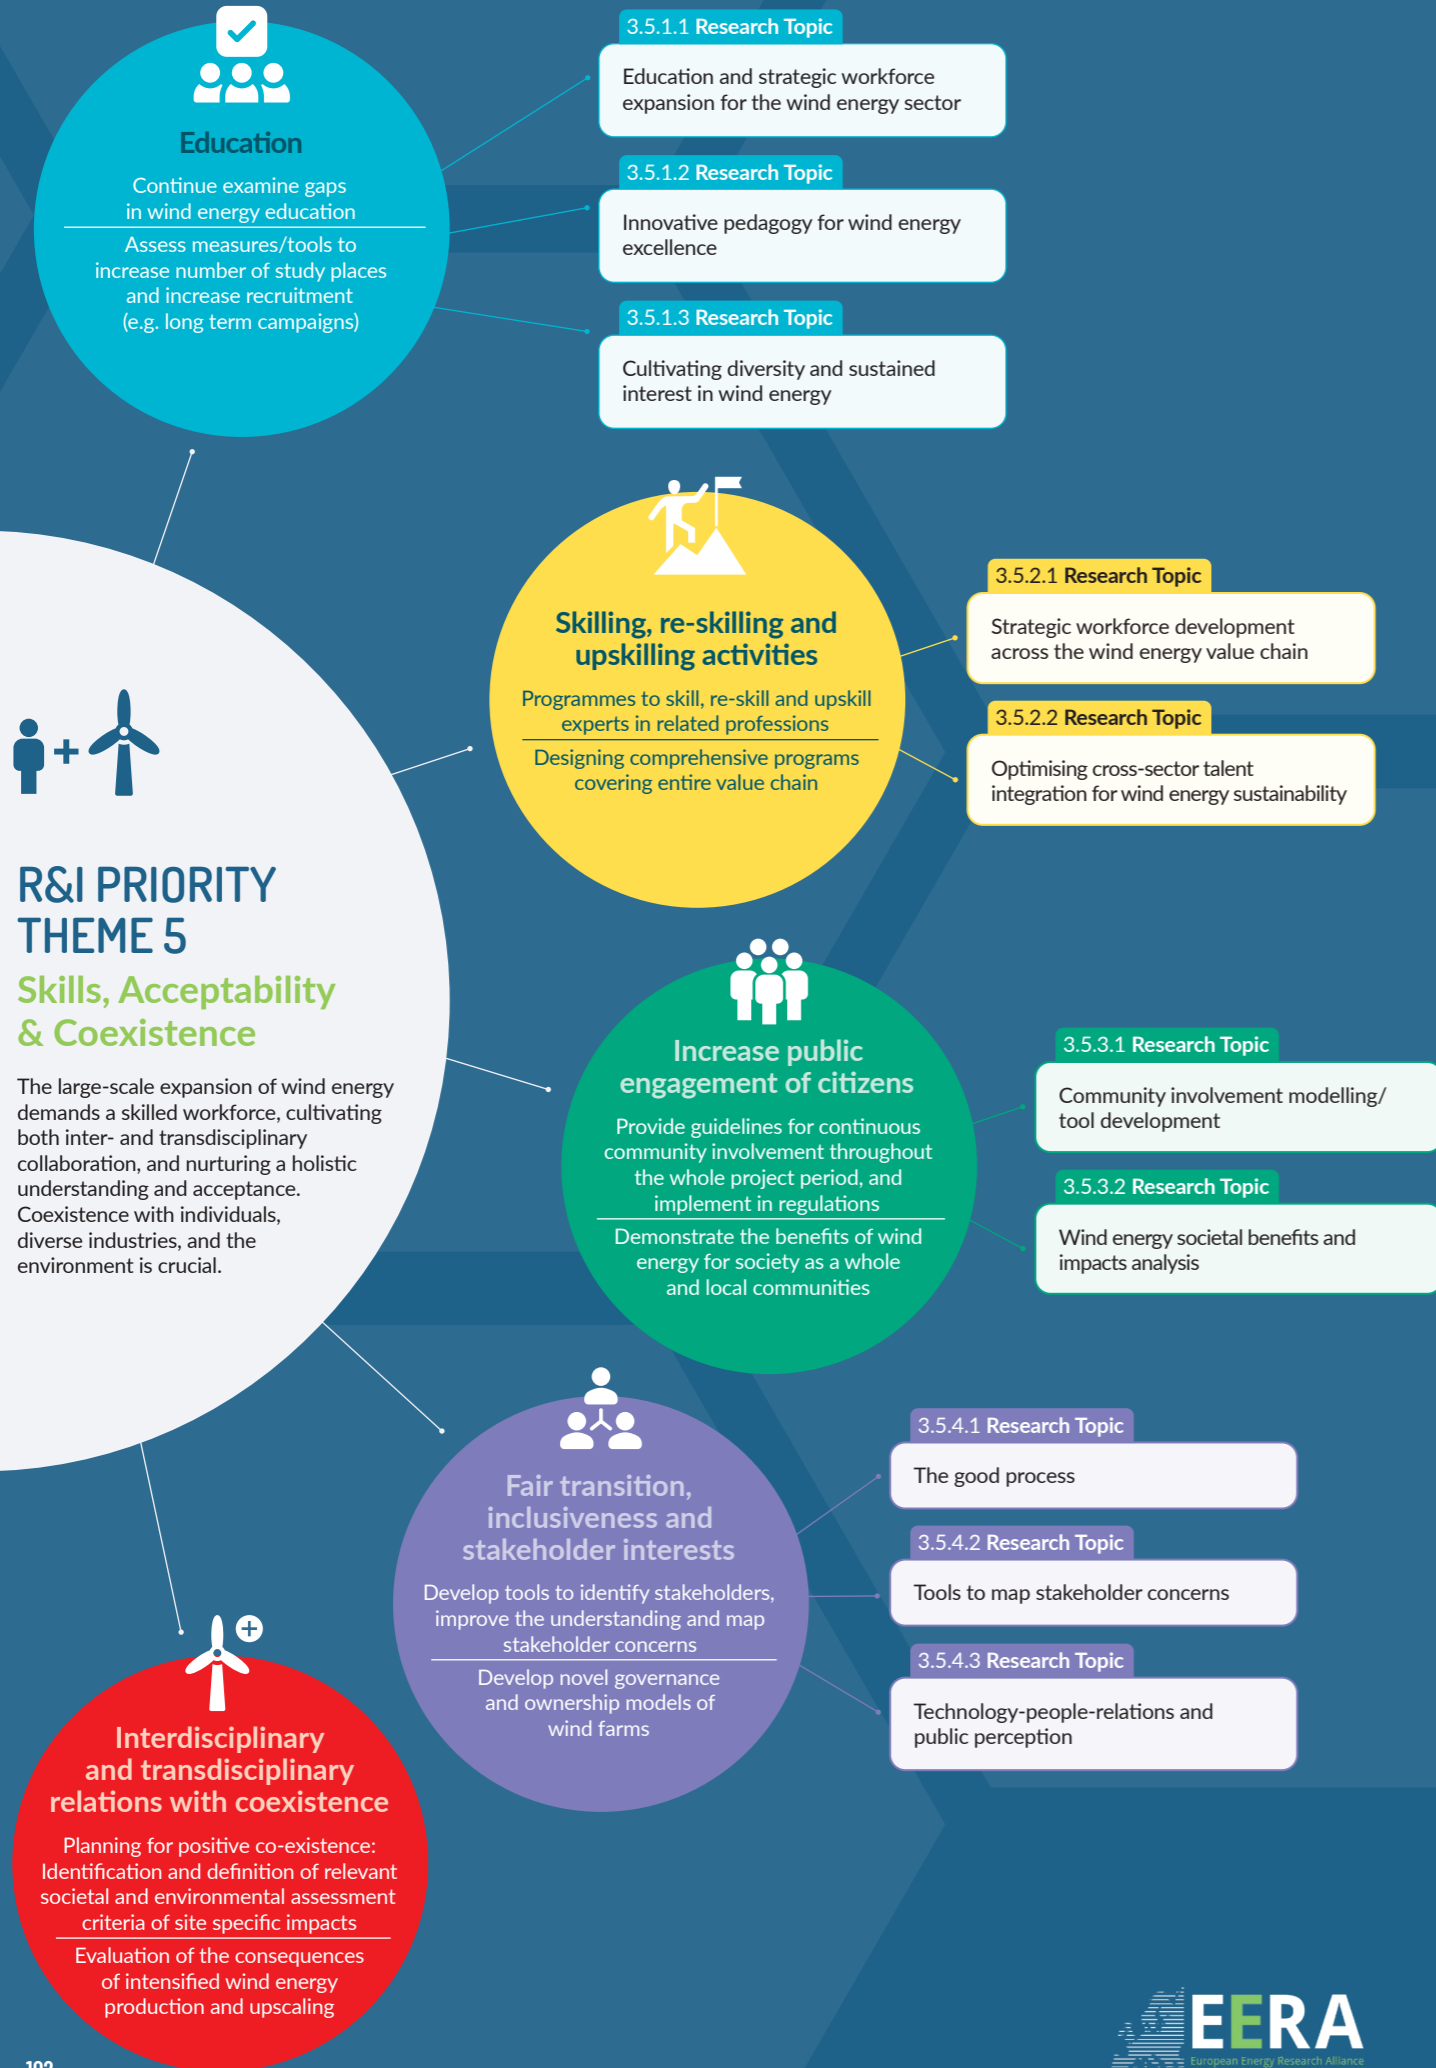 3.5.1.1 Research Topic
Education and strategic workforce
expansion for the wind energy sector
Education
Continue examine gaps
in wind energy education
Assess measures/tools to
increase number of study places
and increase recruitment
(e.g. long term campaigns)
3.5.1.2 Research Topic
Innovative pedagogy for wind energy
excellence
3.5.1.3 Research Topic
Cultivating diversity and sustained
interest in wind energy
Skilling, re-skilling and
upskilling activities
Programmes to skill, re-skill and upskill
experts in related professions
Designing comprehensive programs
covering entire value chain
3.5.2.1 Research Topic
Strategic workforce development
across the wind energy value chain
3.5.2.2 Research Topic
Optimising cross-sector talent
integration for wind energy sustainability
R&I PRIORITY
THEME 5
Skills, Acceptability
& Coexistence
The large-scale expansion of wind energy
demands a skilled workforce, cultivating
both inter- and transdisciplinary
collaboration, and nurturing a holistic
understanding and acceptance.
Coexistence with individuals,
diverse industries, and the
environment is crucial.
Increase public
engagement of citizens
Provide guidelines for continuous
community involvement throughout
the whole project period, and
implement in regulations
Demonstrate the benefits of wind
energy for society as a whole
and local communities
3.5.3.1 Research Topic
Community involvement modelling/
tool development
3.5.3.2 Research Topic
Wind energy societal benefits and
impacts analysis
Fair transition,
inclusiveness and
stakeholder interests
Develop tools to identify stakeholders,
improve the understanding and map
stakeholder concerns
Develop novel governance
and ownership models of
wind farms
3.5.4.1 Research Topic
The good process
3.5.4.2 Research Topic
Tools to map stakeholder concerns
3.5.4.3 Research Topic
Technology-people-relations and
public perception
Interdisciplinary
and transdisciplinary
relations with coexistence
Planning for positive co-existence:
Identification and definition of relevant
societal and environmental assessment
criteria of site specific impacts
Evaluation of the consequences
of intensified wind energy
production and upscaling
EERA
European Energy Research Alliance